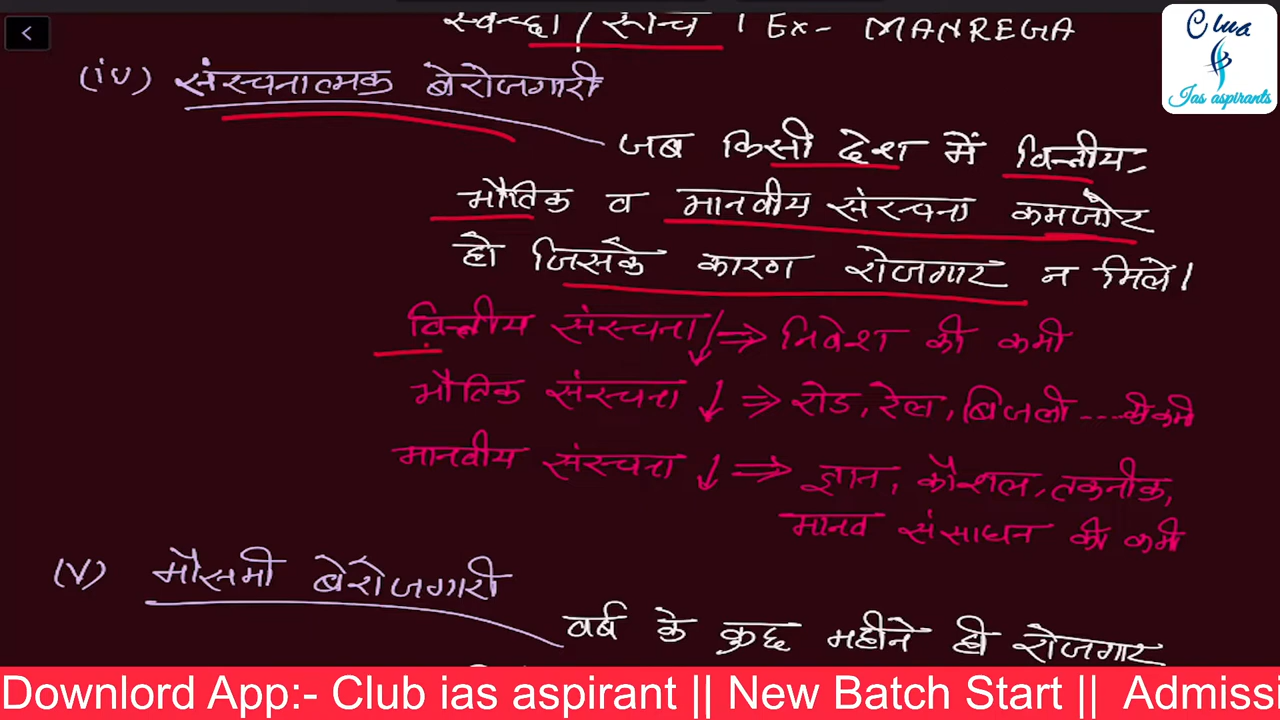 स्वेच्छा / रूचि । Ex- MANREGA
Club
Ias aspirants
(iv) संरचनात्मक बेरोजगारी
जब किसी देश में वित्तीय,
भौतिक व मानवीय संरचना कमजोर
हो जिसके कारण रोजगार न मिले।
वित्तीय संरचना ↓ ⇒ निवेश की कमी
भौतिक संरचना ↓ ⇒ रोड, रेल, बिजली .... की कमी
मानवीय संरचना ↓ ⇒ ज्ञान, कौशल, तकनीक,
मानव संसाधन की कमी
(v) मौसमी बेरोजगारी
वर्ष के कुछ महीने ही रोजगार
Downlord App:- Club ias aspirant || New Batch Start || Admissi